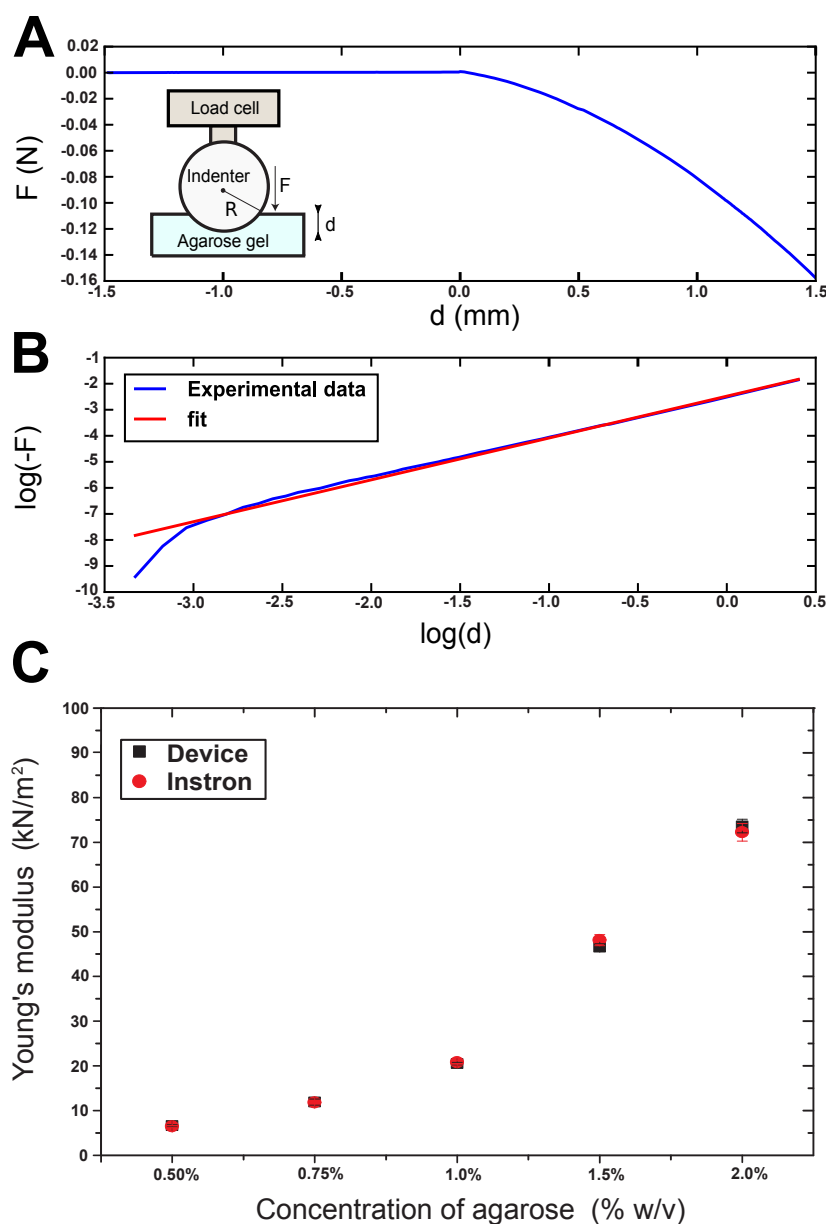 A
0.02
0.00
-0.02
-0.04
-0.06
-0.08
-0.10
-0.12
-0.14
-0.16
F (N)
Load cell
Indenter
F
R
d
Agarose gel
-1.5 -1.0 -0.5 0.0 0.5 1.0 1.5
d (mm)
B
-1
-2
-3
-4
-5
-6
-7
-8
-9
-10
log(-F)
Experimental data
fit
-3.5 -3.0 -2.5 -2.0 -1.5 -1.0 -0.5 0.0 0.5
log(d)
C
100
90
80
70
60
50
40
30
20
10
0
Young's modulus (kN/m²)
Device
Instron
0.50% 0.75% 1.0% 1.5% 2.0%
Concentration of agarose (% w/v)